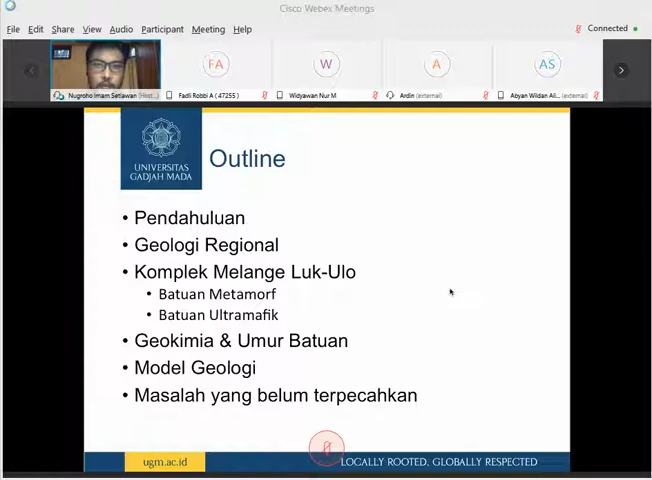 Cisco Webex Meetings
File Edit Share View Audio Participant Meeting Help
Connected
FA
W
A
AS
Nugroho Imam Setiawan (Host...
Fadli Robbi A ( 47255 )
Widyawan Nur M
Ardin (external)
Abyan Wildan Ali... (external)
UNIVERSITAS
GADJAH MADA
Outline
• Pendahuluan
• Geologi Regional
• Komplek Melange Luk-Ulo
• Batuan Metamorf
• Batuan Ultramafik
• Geokimia & Umur Batuan
• Model Geologi
• Masalah yang belum terpecahkan
ugm.ac.id
LOCALLY ROOTED, GLOBALLY RESPECTED